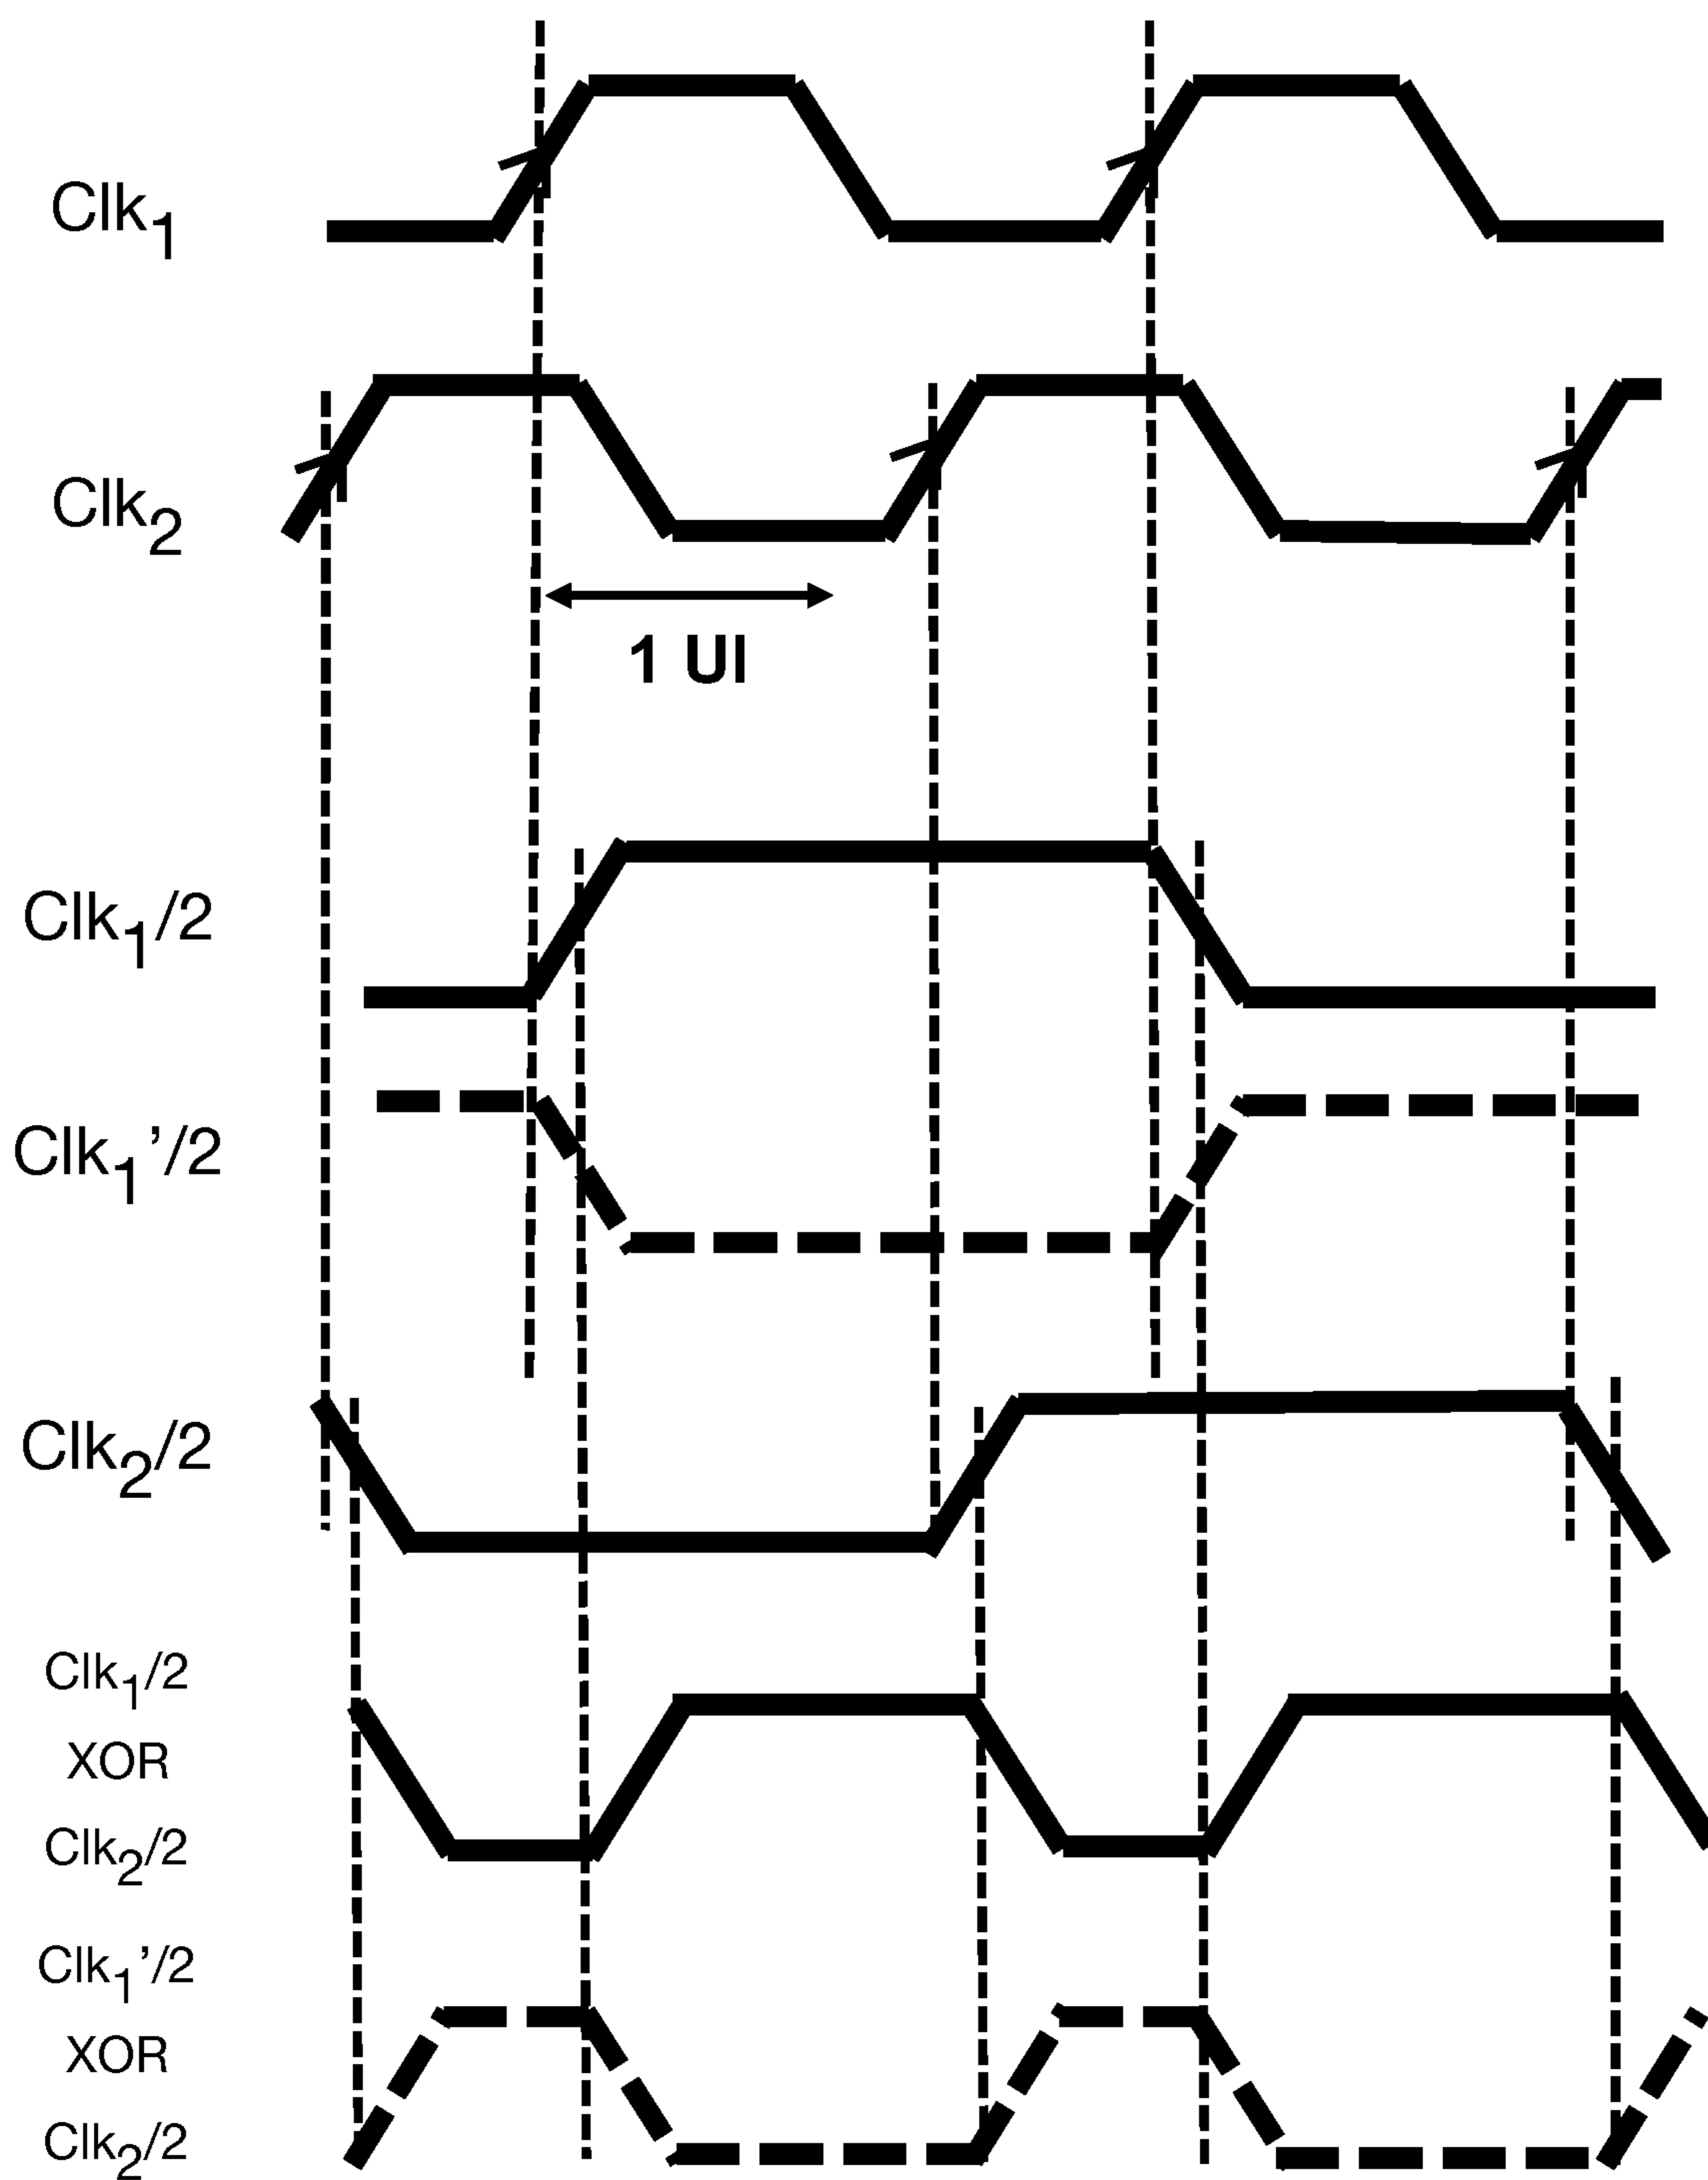 Clk₁
Clk₂
1 UI
Clk₁/2
Clk₁’/2
Clk₂/2
Clk₁/2
XOR
Clk₂/2
Clk₁’/2
XOR
Clk₂/2